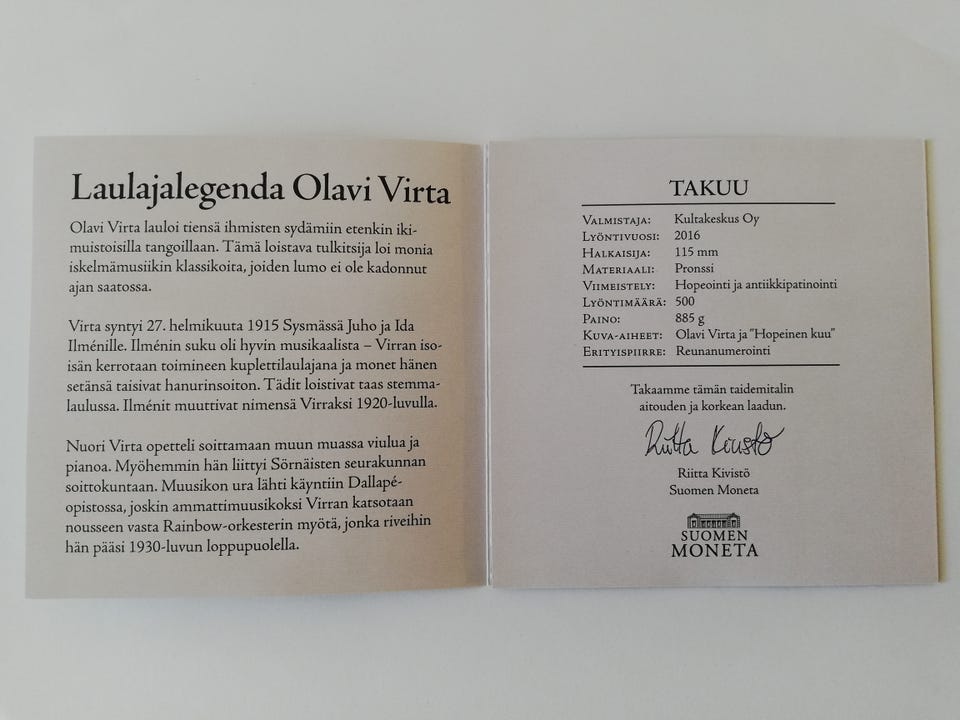 Laulajalegenda Olavi Virta
Olavi Virta lauloi tiensä ihmisten sydämiin etenkin iki-
muistoisilla tangoillaan. Tämä loistava tulkitsija loi monia
iskelmämusiikin klassikoita, joiden lumo ei ole kadonnut
ajan saatossa.
Virta syntyi 27. helmikuuta 1915 Sysmässä Juho ja Ida
Ilménille. Ilménin suku oli hyvin musikaalista – Virran iso-
isän kerrotaan toimineen kuplettilaulajana ja monet hänen
setänsä taisivat hanurinsoiton. Tädit loistivat taas stemma-
laulussa. Ilménit muuttivat nimensä Virraksi 1920-luvulla.
Nuori Virta opetteli soittamaan muun muassa viulua ja
pianoa. Myöhemmin hän liittyi Sörnäisten seurakunnan
soittokuntaan. Muusikon ura lähti käyntiin Dallapé-
opistossa, joskin ammattimuusikoksi Virran katsotaan
nousseen vasta Rainbow-orkesterin myötä, jonka riveihin
hän pääsi 1930-luvun loppupuolella.
TAKUU
VALMISTAJA: Kultakeskus Oy
LYÖNTIVUOSI: 2016
HALKAISIJA: 115 mm
MATERIAALI: Pronssi
VIIMEISTELY: Hopeointi ja antiikkipatinointi
LYÖNTIMÄÄRÄ: 500
PAINO: 885 g
KUVA-AIHEET: Olavi Virta ja "Hopeinen kuu"
ERITYISPIIRRE: Reunanumerointi
Takaamme tämän taidemitalin
aitouden ja korkean laadun.
Riitta Kivistö
Riitta Kivistö
Suomen Moneta
SUOMEN
MONETA